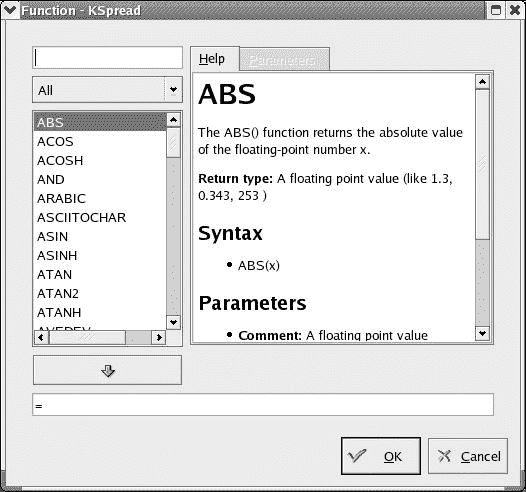 Function - KSpread
Help
Parameters
All
ABS
ACOS
ACOSH
AND
ARABIC
ASCIITOCHAR
ASIN
ASINH
ATAN
ATAN2
ATANH
AVEDEV
ABS
The ABS() function returns the absolute value
of the floating-point number x.
Return type: A floating point value (like 1.3,
0.343, 253 )
Syntax
• ABS(x)
Parameters
• Comment: A floating point value
=
OK
Cancel